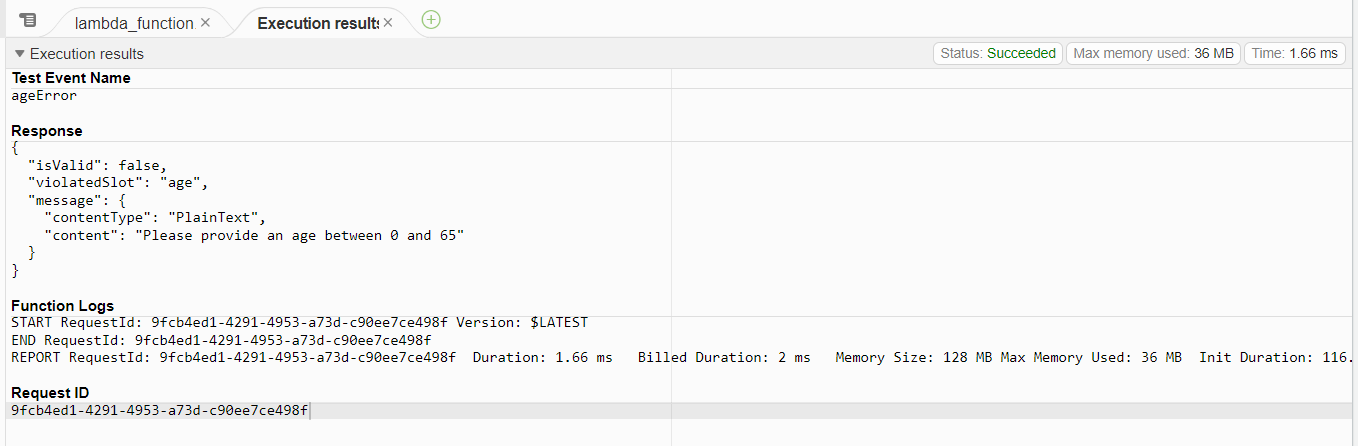 lambda_function × Execution results ×
Execution results Status: Succeeded Max memory used: 36 MB Time: 1.66 ms
Test Event Name
ageError
Response
{
  "isValid": false,
  "violatedSlot": "age",
  "message": {
    "contentType": "PlainText",
    "content": "Please provide an age between 0 and 65"
  }
}
Function Logs
START RequestId: 9fcb4ed1-4291-4953-a73d-c90ee7ce498f Version: $LATEST
END RequestId: 9fcb4ed1-4291-4953-a73d-c90ee7ce498f
REPORT RequestId: 9fcb4ed1-4291-4953-a73d-c90ee7ce498f  Duration: 1.66 ms   Billed Duration: 2 ms   Memory Size: 128 MB Max Memory Used: 36 MB  Init Duration: 116.
Request ID
9fcb4ed1-4291-4953-a73d-c90ee7ce498f